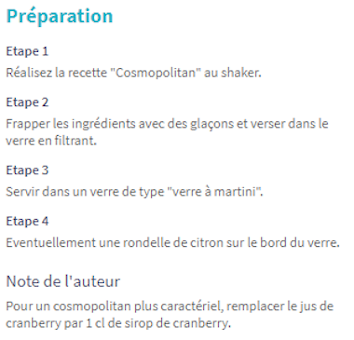 Préparation
Etape 1
Réalisez la recette "Cosmopolitan" au shaker.
Etape 2
Frapper les ingrédients avec des glaçons et verser dans le
verre en filtrant.
Etape 3
Servir dans un verre de type "verre à martini".
Etape 4
Eventuellement une rondelle de citron sur le bord du verre.
Note de l'auteur
Pour un cosmopolitan plus caractériel, remplacer le jus de
cranberry par 1 cl de sirop de cranberry.